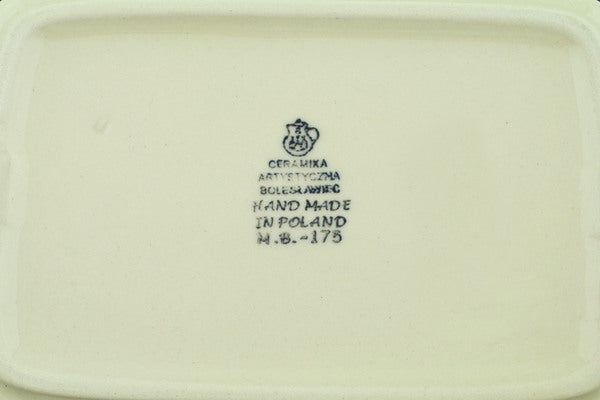 CERAMIKA
ARTYSTYCZNA
BOLESŁAWIEC
HAND MADE
IN POLAND
M.B.-175